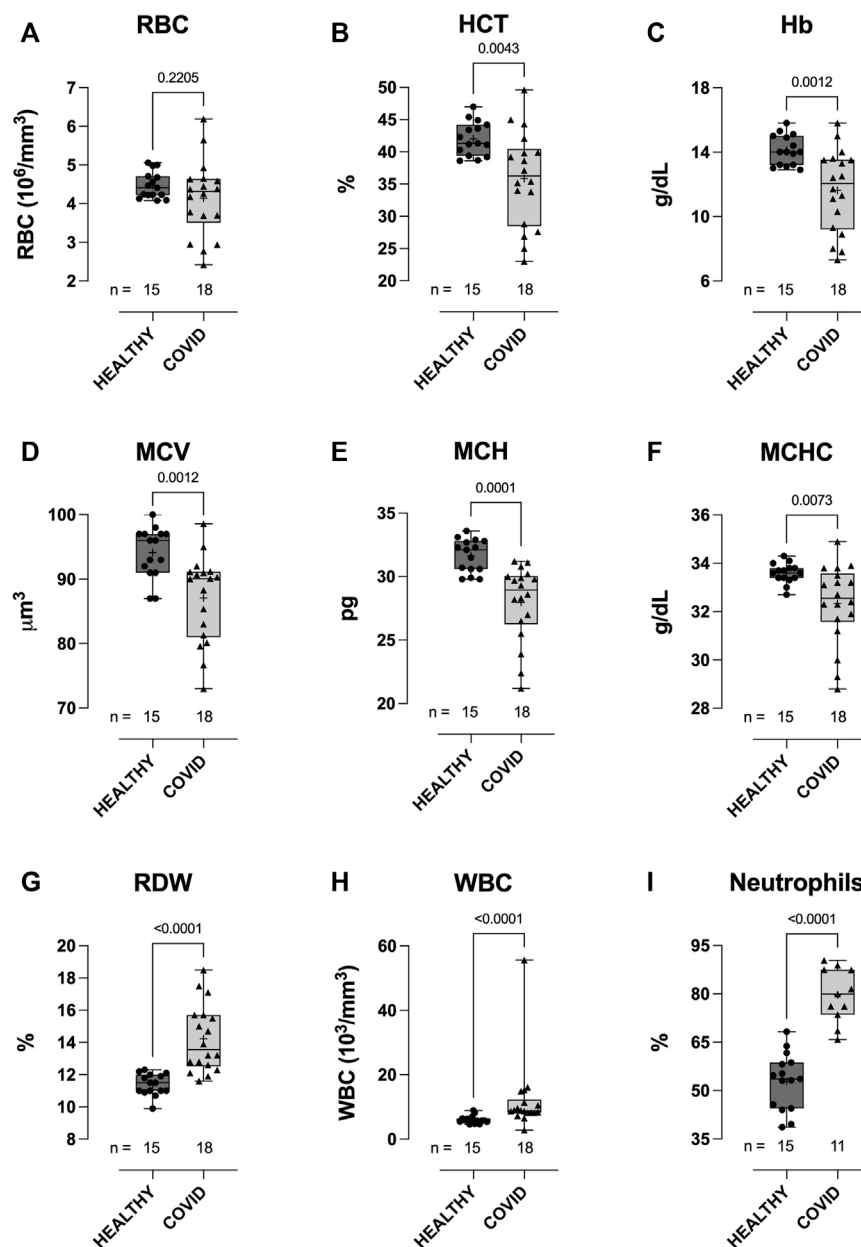 A RBC
0.2205
RBC (10⁶/mm³)
7
6
5
4
3
2
n = 15 18
HEALTHY
COVID
B HCT
0.0043
%
50
45
40
35
30
25
20
n = 15 18
HEALTHY
COVID
C Hb
0.0012
g/dL
18
14
10
6
n = 15 18
HEALTHY
COVID
D MCV
0.0012
μm³
100
90
80
70
n = 15 18
HEALTHY
COVID
E MCH
0.0001
pg
35
30
25
20
n = 15 18
HEALTHY
COVID
F MCHC
0.0073
g/dL
36
34
32
30
28
n = 15 18
HEALTHY
COVID
G RDW
<0.0001
%
20
18
16
14
12
10
8
n = 15 18
HEALTHY
COVID
H WBC
<0.0001
WBC (10³/mm³)
60
40
20
0
n = 15 18
HEALTHY
COVID
I Neutrophils
<0.0001
%
95
80
65
50
35
n = 15 11
HEALTHY
COVID